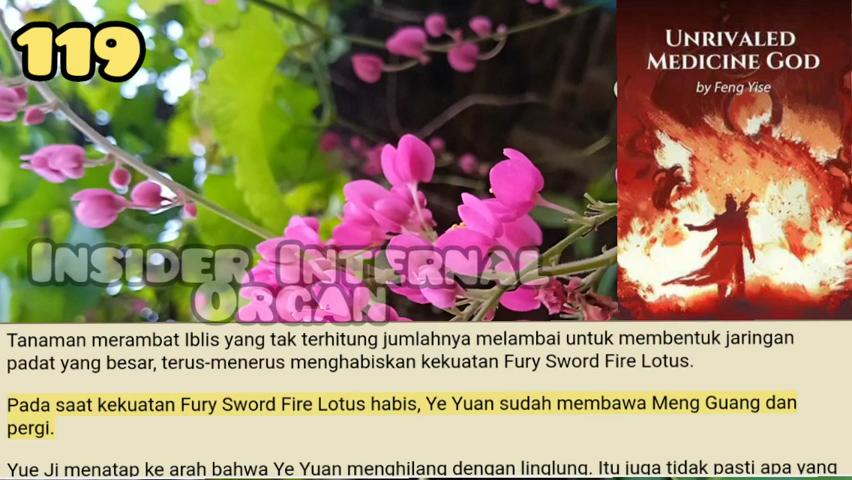 119
UNRIVALED
MEDICINE GOD
by Feng Yise
INSIDER INTERNAL
ORGAN
Tanaman merambat Iblis yang tak terhitung jumlahnya melambai untuk membentuk jaringan
padat yang besar, terus-menerus menghabiskan kekuatan Fury Sword Fire Lotus.
Pada saat kekuatan Fury Sword Fire Lotus habis, Ye Yuan sudah membawa Meng Guang dan
pergi.
Yue Ji menatap ke arah bahwa Ye Yuan menghilang dengan linglung. Itu juga tidak pasti apa yang